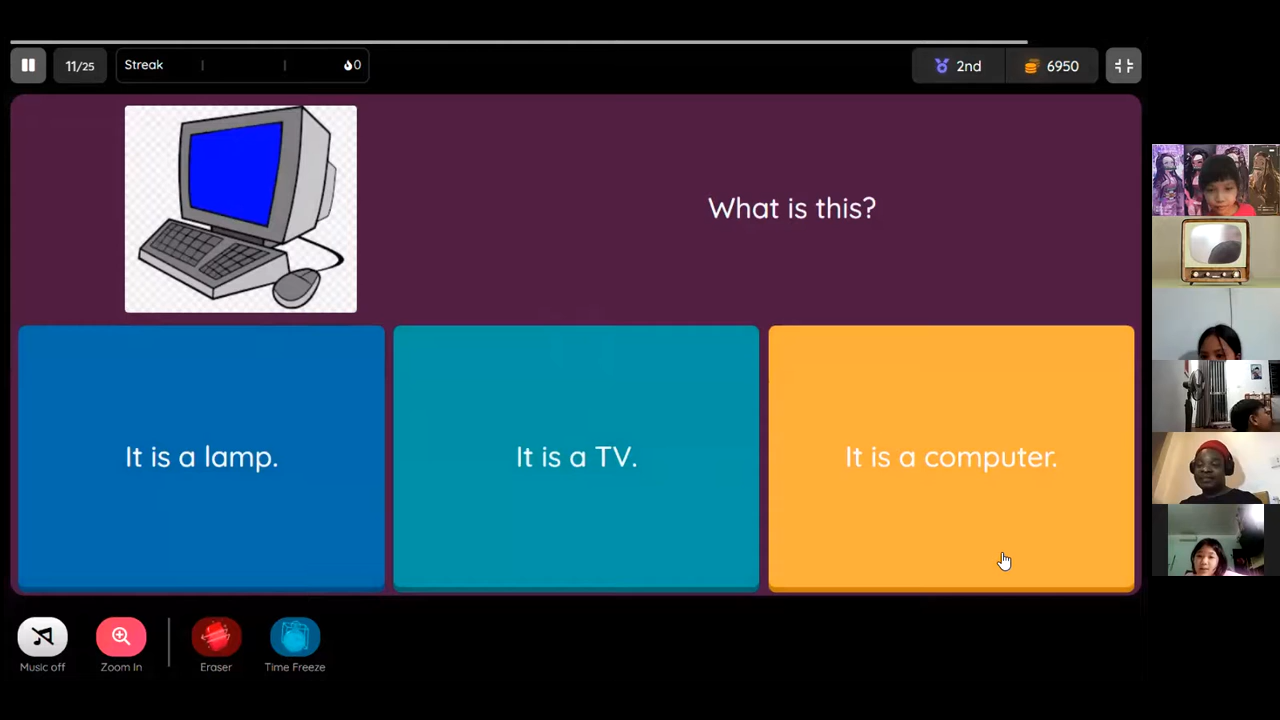 11/25
Streak
0
2nd
6950
What is this?
It is a lamp.
It is a TV.
It is a computer.
Music off
Zoom In
Eraser
Time Freeze